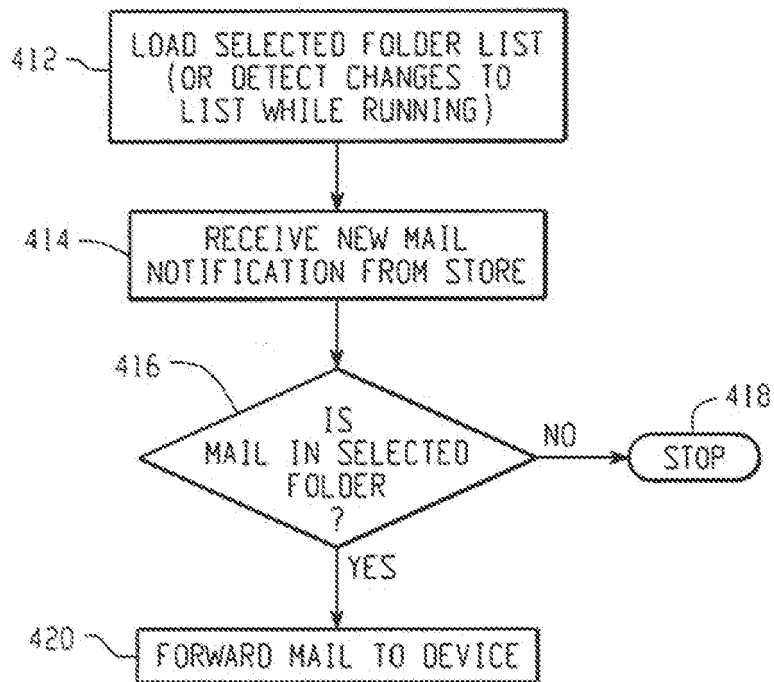 412
LOAD SELECTED FOLDER LIST
(OR DETECT CHANGES TO
LIST WHILE RUNNING)
414
RECEIVE NEW MAIL
NOTIFICATION FROM STORE
416
IS
MAIL IN SELECTED
FOLDER
?
NO
418
STOP
YES
420
FORWARD MAIL TO DEVICE